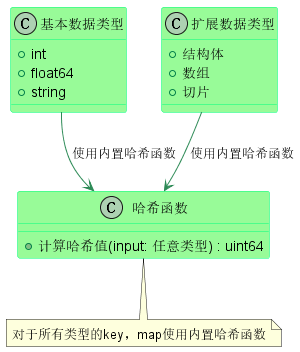 C 基本数据类型
int
float64
string
C 扩展数据类型
结构体
数组
切片
使用内置哈希函数
使用内置哈希函数
C 哈希函数
计算哈希值(input: 任意类型) : uint64
对于所有类型的key，map使用内置哈希函数